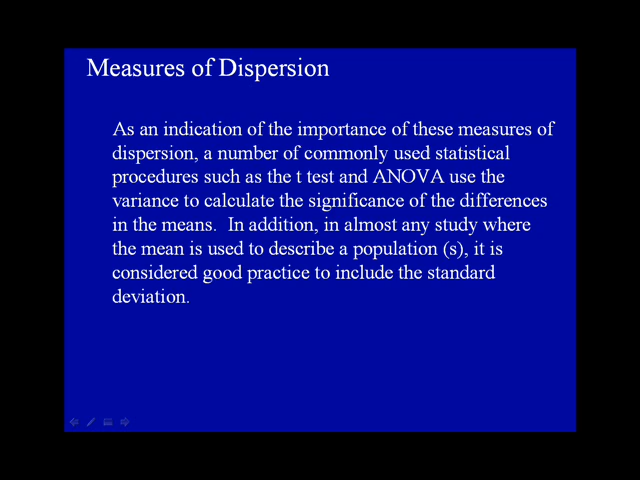 Measures of Dispersion
As an indication of the importance of these measures of
dispersion, a number of commonly used statistical
procedures such as the t test and ANOVA use the
variance to calculate the significance of the differences
in the means.  In addition, in almost any study where
the mean is used to describe a population (s), it is
considered good practice to include the standard
deviation.